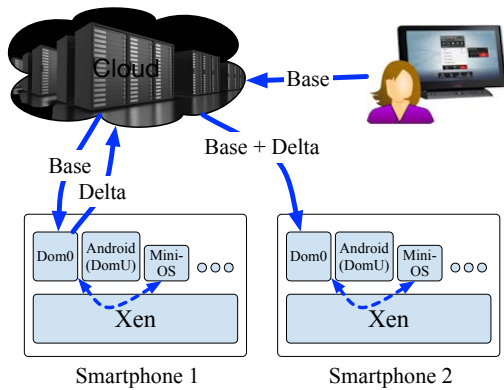 Cloud
Base
Base
Delta
Base + Delta
Dom0
Android
(DomU)
Mini-
OS
Xen
Smartphone 1
Dom0
Android
(DomU)
Mini-
OS
Xen
Smartphone 2